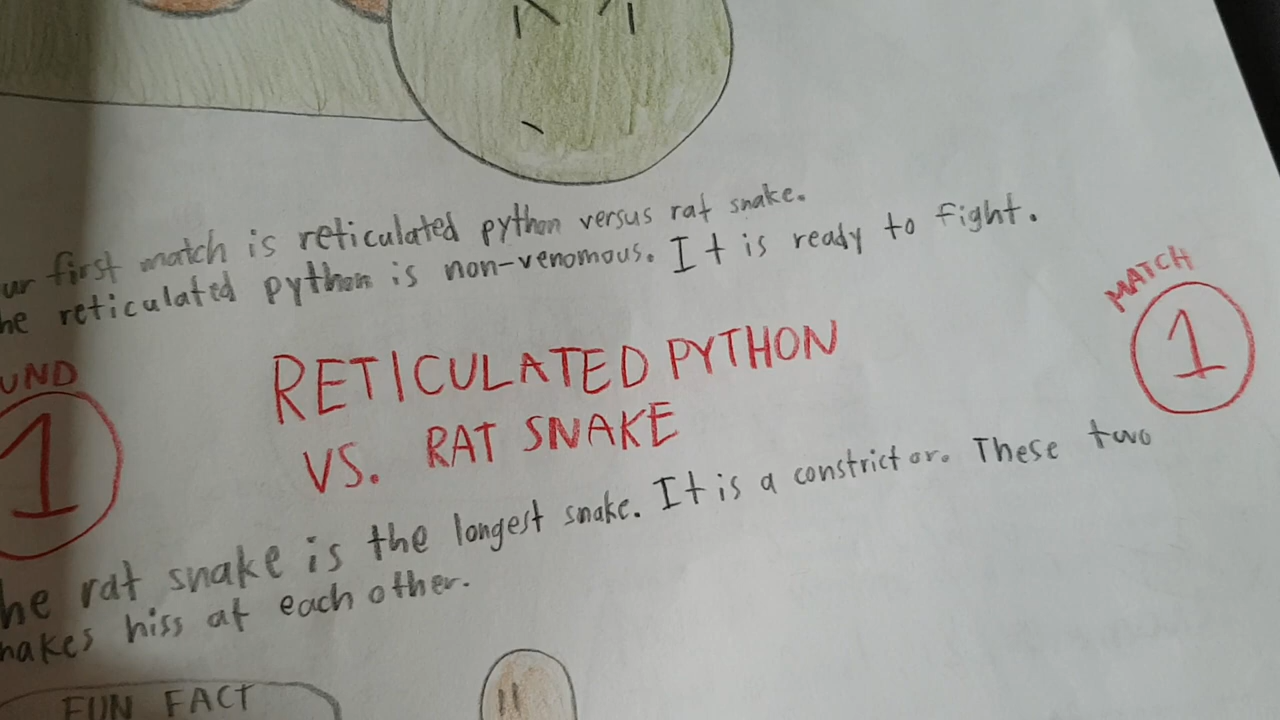 ur first match is reticulated python versus rat snake.
he reticulated python is non-venomous. It is ready to fight.
MATCH
1
UND
1
RETICULATED PYTHON
VS. RAT SNAKE
he rat snake is the longest snake. It is a constrictor. These two
nakes hiss at each other.
FUN FACT